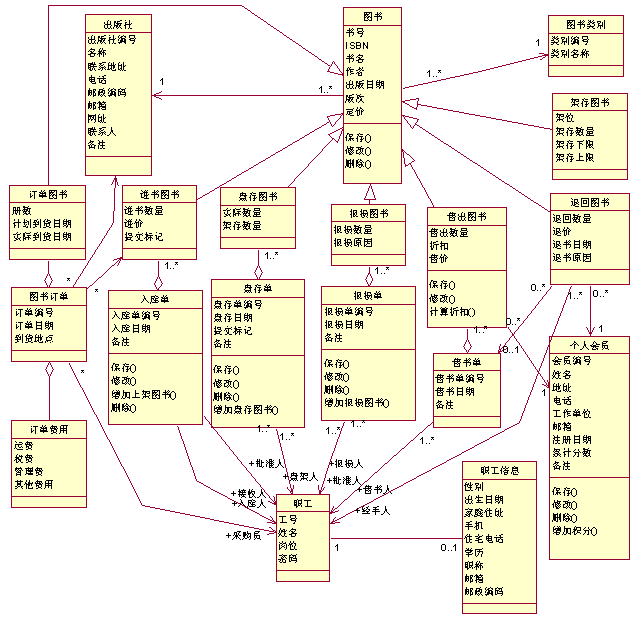 出版社
出版社编号
名称
联系地址
电话
邮政编码
邮箱
网址
联系人
备注
图书
书号
ISBN
书名
作者
出版日期
版次
定价
保存()
修改()
删除()
图书类别
类别编号
类别名称
架存图书
架位
架存数量
架存下限
架存上限
订单图书
册数
计划到货日期
实际到货日期
进书图书
进书数量
进价
提交标记
盘存图书
实际数量
架存数量
报损图书
报损数量
报损原因
售出图书
售出数量
折扣
售价
保存()
修改()
计算折扣()
退回图书
退回数量
退价
退书日期
退书原因
图书订单
订单编号
订单日期
到货地点
入库单
入库单编号
入库日期
备注
保存()
修改()
增加上架图书()
删除()
盘存单
盘存单编号
盘存日期
提交标记
备注
保存()
修改()
删除()
增加盘存图书()
报损单
报损单编号
报损日期
备注
保存()
修改()
删除()
增加报损图书()
售书单
售书单编号
售书日期
备注
个人会员
会员编号
姓名
地址
电话
工作单位
邮箱
注册日期
累计分数
备注
保存()
修改()
删除()
增加积分()
订单费用
运费
税费
管理费
其他费用
职工
工号
姓名
岗位
密码
职工信息
性别
出生日期
家庭住址
手机
住宅电话
学历
职称
邮箱
邮政编码
1
1..*
1..*
1
*
*
*
1..*
1..*
1..*
1..*
0..*
0..1
0..*
1..*
0..*
1
1
1..*
1..*
1..*
1..*
1..*
+批准人
+盘架人
+报损人
+批准人
+售书人
+经手人
+接收人
+入库人
+采购员
1
0..1